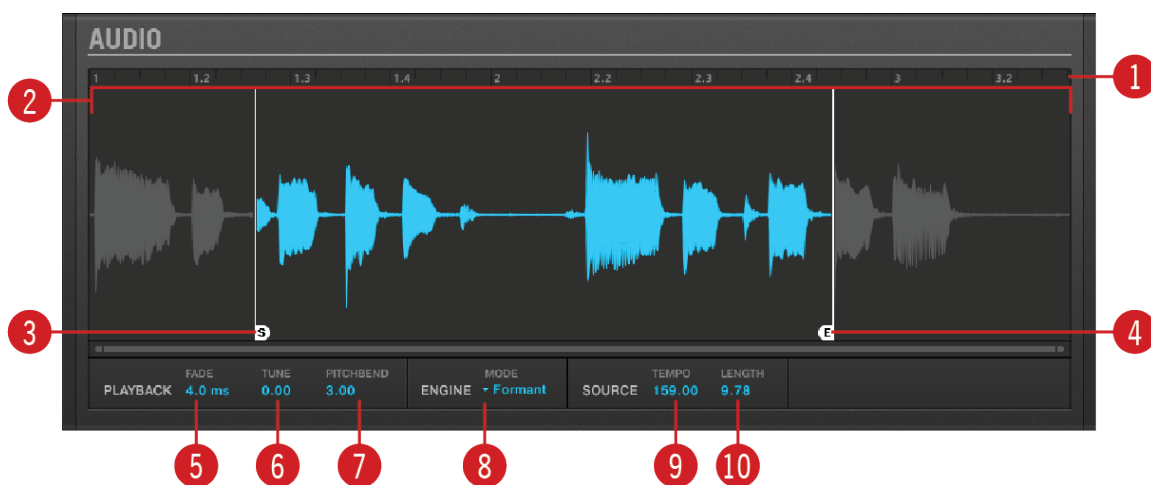 AUDIO
1 1.2 1.3 1.4 2 2.2 2.3 2.4 3 3.2
1
2
3
S
E
4
FADE TUNE PITCHBEND MODE TEMPO LENGTH
PLAYBACK 4.0 ms 0.00 3.00 ENGINE Formant SOURCE 159.00 9.78
5 6 7 8 9 10